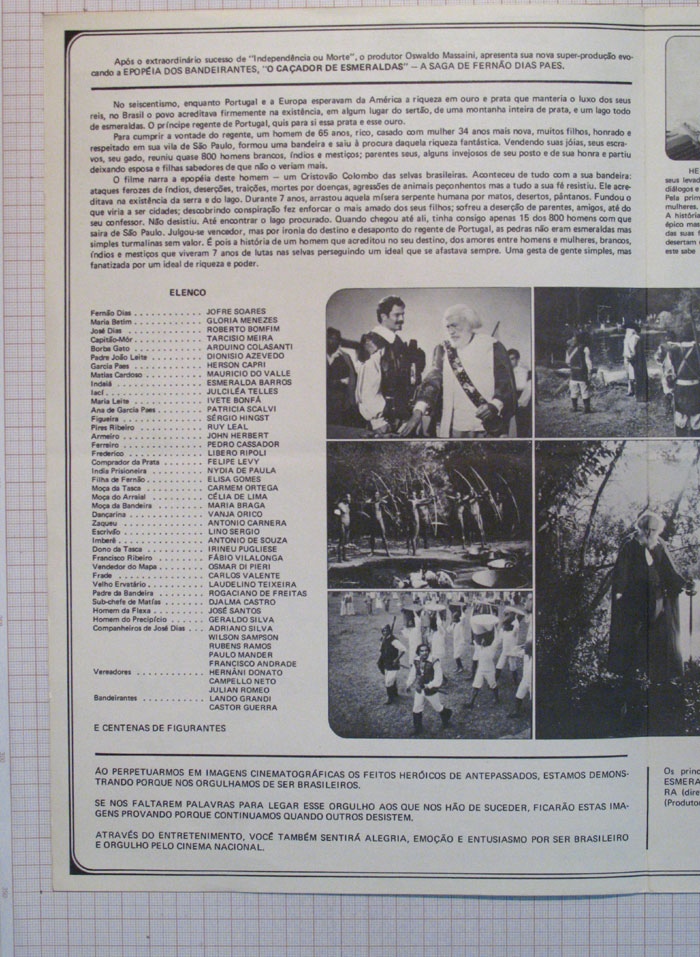 Após o extraordinário sucesso de "Independência ou Morte", o produtor Oswaldo Massaini, apresenta sua nova super-produção evo-
cando a EPOPÉIA DOS BANDEIRANTES, "O CAÇADOR DE ESMERALDAS" – A SAGA DE FERNÃO DIAS PAES.
No seiscentismo, enquanto Portugal e a Europa esperavam da América a riqueza em ouro e prata que manteria o luxo dos seus
reis, no Brasil o povo acreditava firmemente na existência, em algum lugar do sertão, de uma montanha inteira de prata, e um lago todo
de esmeraldas. O príncipe regente de Portugal, quis para si essa prata e esse ouro.
Para cumprir a vontade do regente, um homem de 65 anos, rico, casado com mulher 34 anos mais nova, muitos filhos, honrado e
respeitado em sua vila de São Paulo, formou uma bandeira e saiu à procura daquela riqueza fantástica. Vendendo suas jóias, seus escra-
vos, seu gado, reuniu quase 800 homens brancos, índios e mestiços; parentes seus, alguns invejosos de seu posto e de sua honra e partiu
deixando esposa e filhas sabedores de que não o veriam mais.
O filme narra a epopéia deste homem – um Cristovão Colombo das selvas brasileiras. Aconteceu de tudo com a sua bandeira:
ataques ferozes de índios, deserções, traições, mortes por doenças, agressões de animais peçonhentos mas a tudo a sua fé resistiu. Ele acre-
ditava na existência da serra e do lago. Durante 7 anos, arrastou aquela mísera serpente humana por matos, desertos, pântanos. Fundou o
que viria a ser cidades; descobrindo conspiração fez enforcar o mais amado dos seus filhos; sofreu a deserção de parentes, amigos, até do
seu confessor. Não desistiu. Até encontrar o lago procurado. Quando chegou até ali, tinha consigo apenas 15 dos 800 homens com que
saira de São Paulo. Julgou-se vencedor, mas por ironia do destino e desaponto do regente de Portugal, as pedras não eram esmeraldas mas
simples turmalinas sem valor. É pois a história de um homem que acreditou no seu destino, dos amores entre homens e mulheres, brancos,
índios e mestiços que viveram 7 anos de lutas nas selvas perseguindo um ideal que se afastava sempre. Uma gesta de gente simples, mas
fanatizada por um ideal de riqueza e poder.
ELENCO
Fernão Dias . . . . . . . . . . . JOFRE SOARES
Maria Betim . . . . . . . . . . . GLORIA MENEZES
José Dias . . . . . . . . . . . . ROBERTO BOMFIM
Capitão-Mór . . . . . . . . . . . TARCISIO MEIRA
Borba Gato . . . . . . . . . . . ARDUINO COLASANTI
Padre João Leite . . . . . . . . DIONISIO AZEVEDO
Garcia Paes . . . . . . . . . . . HERSON CAPRI
Matias Cardoso . . . . . . . . . MAURICIO DO VALLE
Indaiá . . . . . . . . . . . . . ESMERALDA BARROS
Iací . . . . . . . . . . . . . . JULCILÉA TELLES
Maria Leite . . . . . . . . . . . IVETE BONFÁ
Ana de Garcia Paes . . . . . . . PATRICIA SCALVI
Figueira . . . . . . . . . . . . SÉRGIO HINGST
Pires Ribeiro . . . . . . . . . . RUY LEAL
Armeiro . . . . . . . . . . . . . JOHN HERBERT
Ferreiro . . . . . . . . . . . . PEDRO CASSADOR
Frederico . . . . . . . . . . . . LIBERO RIPOLI
Comprador da Prata . . . . . . . FELIPE LEVY
India Prisioneira . . . . . . . . NYDIA DE PAULA
Filha de Fernão . . . . . . . . . ELISA GOMES
Moça da Tasca . . . . . . . . . . CARMEM ORTEGA
Moça do Arraial . . . . . . . . . CÉLIA DE LIMA
Moça da Bandeira . . . . . . . . MARIA BRAGA
Dançarina . . . . . . . . . . . . VANJA ORICO
Zaqueu . . . . . . . . . . . . . ANTONIO CARNERA
Escrivão . . . . . . . . . . . . LINO SERGIO
Imberê . . . . . . . . . . . . . ANTONIO DE SOUZA
Dono da Tasca . . . . . . . . . . IRINEU PUGLIESE
Francisco Ribeiro . . . . . . . . FÁBIO VILALONGA
Vendedor do Mapa . . . . . . . . OSMAR DI PIERI
Frade . . . . . . . . . . . . . . CARLOS VALENTE
Velho Ervatário . . . . . . . . . LAUDELINO TEIXEIRA
Padre da Bandeira . . . . . . . . ROGACIANO DE FREITAS
Sub-chefe de Matías . . . . . . . DJALMA CASTRO
Homem da Flexa . . . . . . . . . JOSÉ SANTOS
Homem do Precipício . . . . . . . GERALDO SILVA
Companheiros de José Dias . . . ADRIANO SILVA
WILSON SAMPSON
RUBENS RAMOS
PAULO MANDER
FRANCISCO ANDRADE
Vereadores . . . . . . . . . . . HERNÂNI DONATO
CAMPELLO NETO
JULIAN ROMEO
Bandeirantes . . . . . . . . . . LANDO GRANDI
CASTOR GUERRA
E CENTENAS DE FIGURANTES
AO PERPETUARMOS EM IMAGENS CINEMATOGRÁFICAS OS FEITOS HERÓICOS DE ANTEPASSADOS, ESTAMOS DEMONS-
TRANDO PORQUE NOS ORGULHAMOS DE SER BRASILEIROS.
SE NOS FALTAREM PALAVRAS PARA LEGAR ESSE ORGULHO AOS QUE NOS HÃO DE SUCEDER, FICARÃO ESTAS IMA-
GENS PROVANDO PORQUE CONTINUAMOS QUANDO OUTROS DESISTEM.
ATRAVÉS DO ENTRETENIMENTO, VOCÊ TAMBÉM SENTIRÁ ALEGRIA, EMOÇÃO E ENTUSIASMO POR SER BRASILEIRO
E ORGULHO PELO CINEMA NACIONAL.
HE
seus levad
diálogos e
Pela prim
mulheres.
A história
épico mas
das suas f
desertam
este sabe
Os princ
ESMERA
RA (dire
(Produto